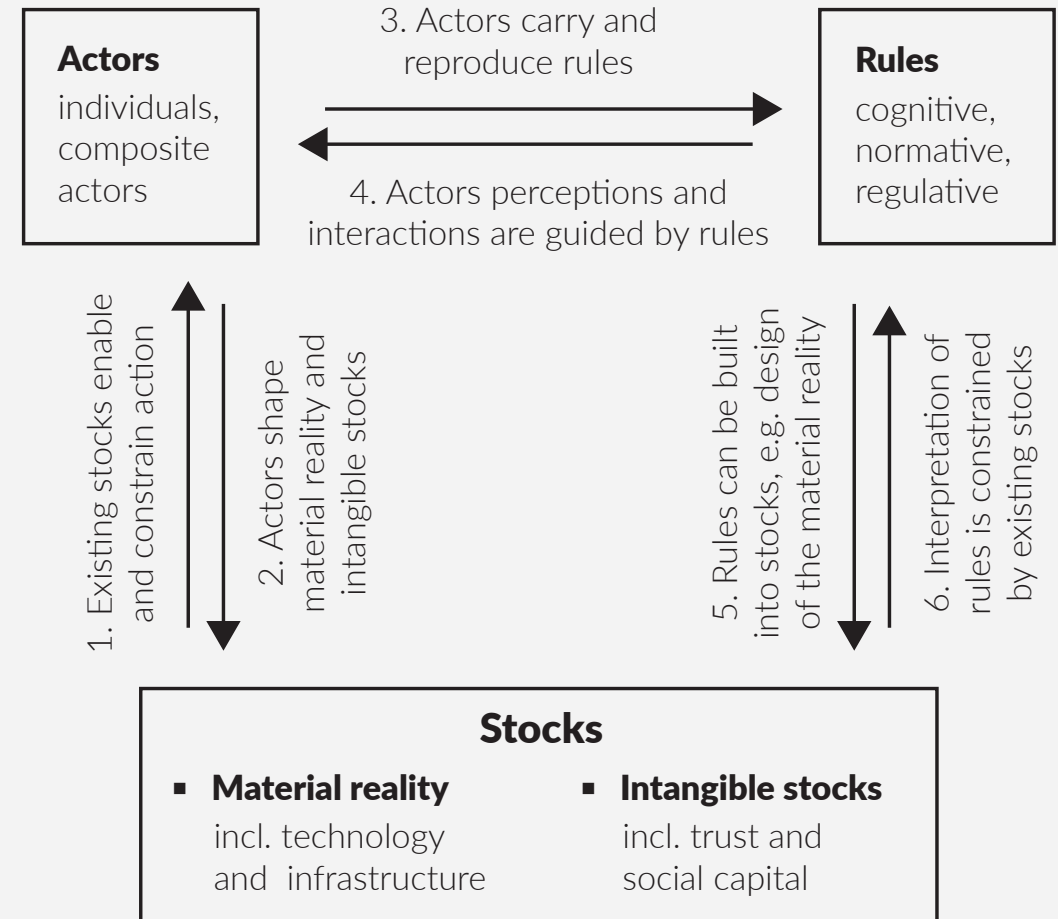 Actors
individuals,
composite
actors
3. Actors carry and
reproduce rules
4. Actors perceptions and
interactions are guided by rules
Rules
cognitive,
normative,
regulative
1. Existing stocks enable
and constrain action
2. Actors shape
material reality and
intangible stocks
5. Rules can be built
into stocks, e.g. design
of the material reality
6. Interpretation of
rules is constrained
by existing stocks
Stocks
▪ Material reality
incl. technology
and infrastructure
▪ Intangible stocks
incl. trust and
social capital